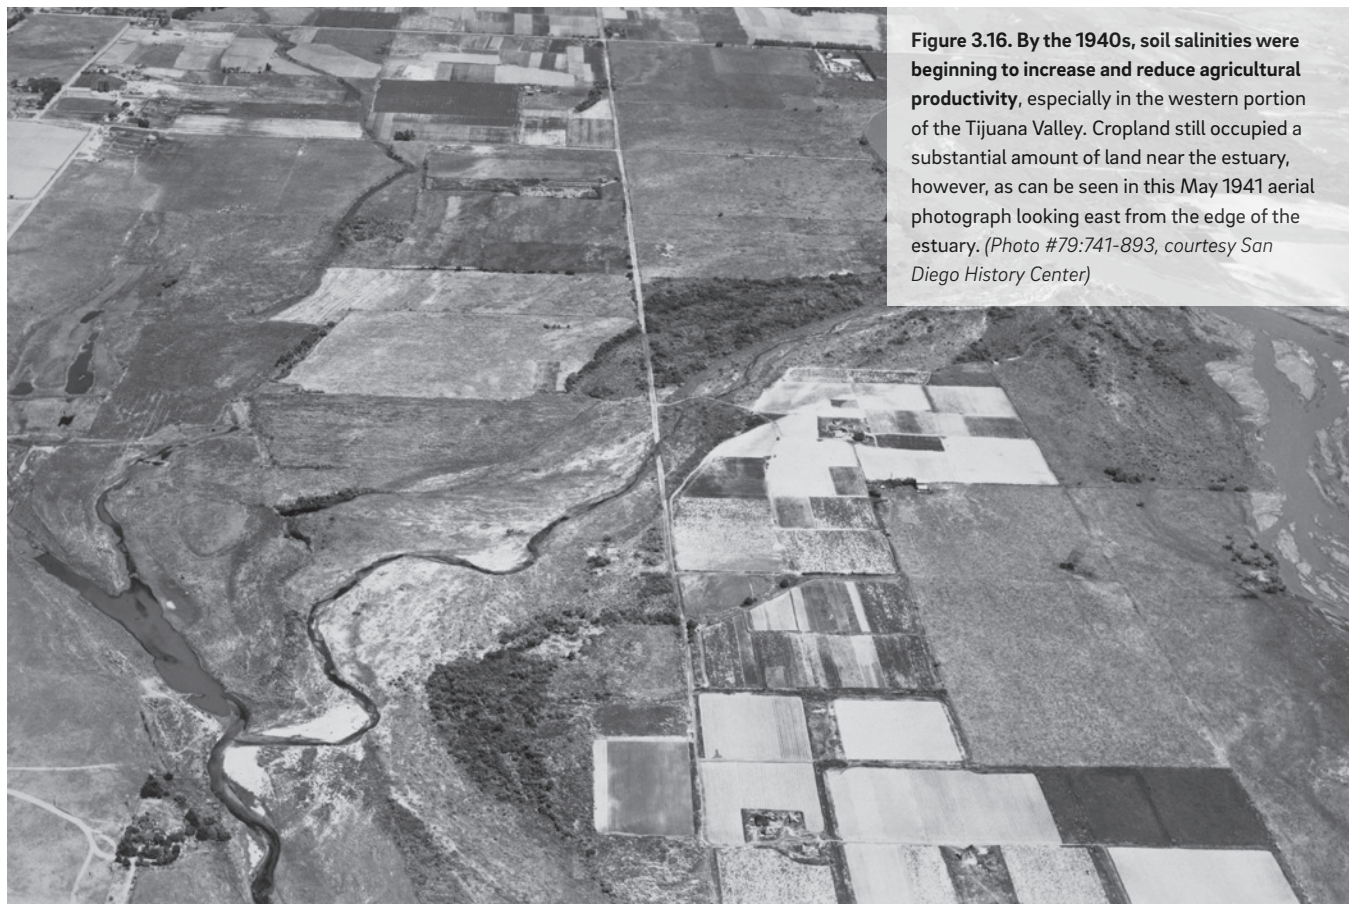 Figure 3.16. By the 1940s, soil salinities were
beginning to increase and reduce agricultural
productivity, especially in the western portion
of the Tijuana Valley. Cropland still occupied a
substantial amount of land near the estuary,
however, as can be seen in this May 1941 aerial
photograph looking east from the edge of the
estuary. (Photo #79:741-893, courtesy San
Diego History Center)